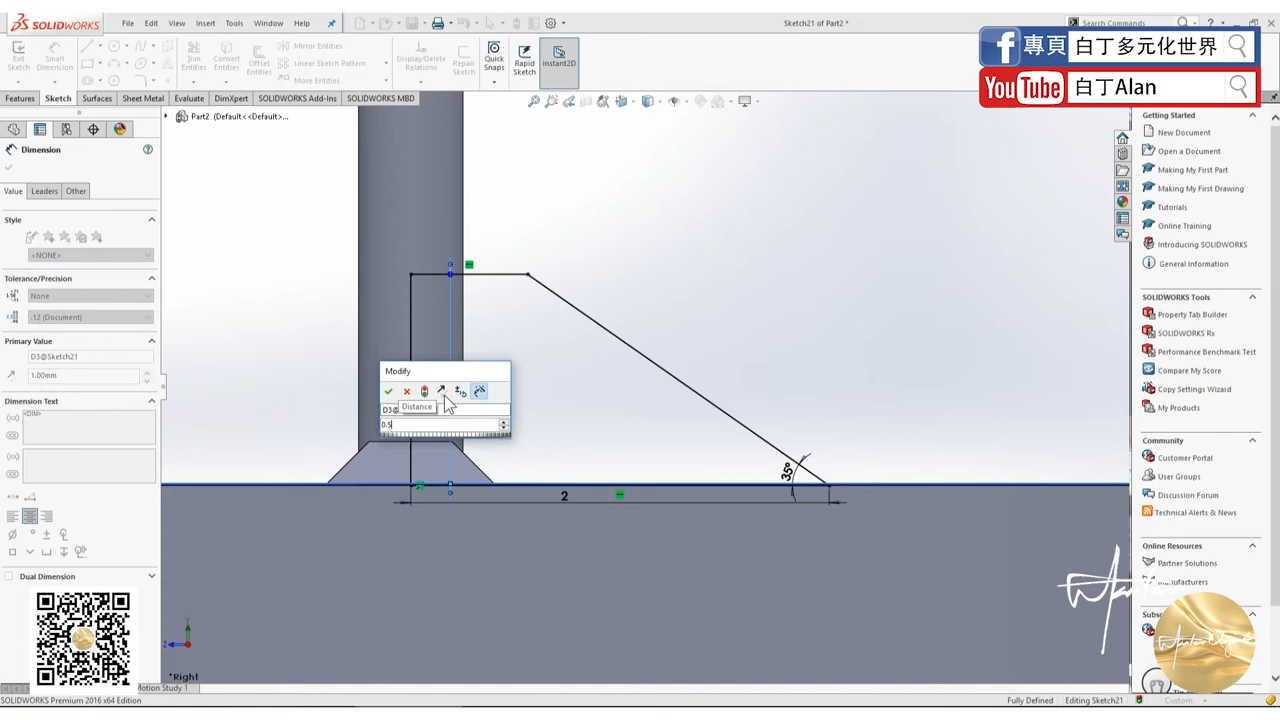 SOLIDWORKS
File Edit View Insert Tools Window Help
Sketch21 of Part2 *
Search Commands
專頁 白丁多元化世界
YouTube 白丁Alan
Exit Sketch
Smart Dimension
Trim Entities
Convert Entities
Offset Entities
Mirror Entities
Linear Sketch Pattern
Move Entities
Display/Delete Relations
Repair Sketch
Quick Snaps
Rapid Sketch
Instant2D
Features Sketch Surfaces Sheet Metal Evaluate DimXpert SOLIDWORKS Add-Ins SOLIDWORKS MBD
Part2 (Default<<Default>...
Dimension
Value Leaders Other
Style
<NONE>
Tolerance/Precision
None
.12 (Document)
Primary Value
D3@Sketch21
1.00mm
Dimension Text
<DIM>
Dual Dimension
Modify
D3@
Distance
0.5
35°
2
*Right
Motion Study 1
SOLIDWORKS Premium 2016 x64 Edition
Fully Defined
Editing Sketch21
Custom
Getting Started
New Document
Open a Document
Making My First Part
Making My First Drawing
Tutorials
Online Training
Introducing SOLIDWORKS
General Information
SOLIDWORKS Tools
Property Tab Builder
SOLIDWORKS Rx
Performance Benchmark Test
Compare My Score
Copy Settings Wizard
My Products
Community
Customer Portal
User Groups
Discussion Forum
Technical Alerts & News
Online Resources
Partner Solutions